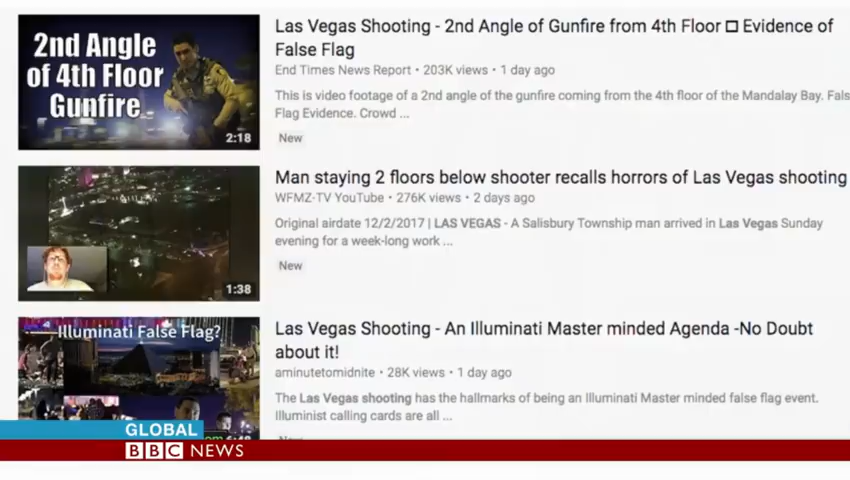 2nd Angle
of 4th Floor
Gunfire
2:18
Las Vegas Shooting - 2nd Angle of Gunfire from 4th Floor □ Evidence of
False Flag
End Times News Report • 203K views • 1 day ago
This is video footage of a 2nd angle of the gunfire coming from the 4th floor of the Mandalay Bay. Fals
Flag Evidence. Crowd ...
New
1:38
Man staying 2 floors below shooter recalls horrors of Las Vegas shooting
WFMZ-TV YouTube • 276K views • 2 days ago
Original airdate 12/2/2017 | LAS VEGAS - A Salisbury Township man arrived in Las Vegas Sunday
evening for a week-long work ...
New
Illuminati False Flag?
Las Vegas Shooting - An Illuminati Master minded Agenda -No Doubt
about it!
aminutetomidnite • 28K views • 1 day ago
The Las Vegas shooting has the hallmarks of being an Illuminati Master minded false flag event.
Illuminist calling cards are all ...
GLOBAL
BBC NEWS